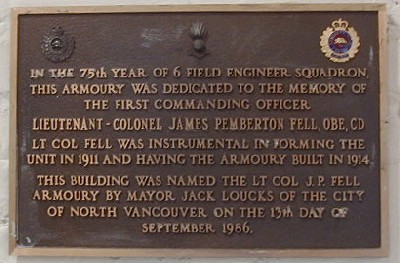 IN THE 75th YEAR OF 6 FIELD ENGINEER SQUADRON,
THIS ARMOURY WAS DEDICATED TO THE MEMORY OF
THE FIRST COMMANDING OFFICER
LIEUTENANT-COLONEL JAMES PEMBERTON FELL, OBE, CD
LT COL FELL WAS INSTRUMENTAL IN FORMING THE
UNIT IN 1911 AND HAVING THE ARMOURY BUILT IN 1914.
THIS BUILDING WAS NAMED THE LT COL J.P. FELL
ARMOURY BY MAYOR JACK LOUCKS OF THE CITY
OF NORTH VANCOUVER ON THE 13th DAY OF
SEPTEMBER 1986.